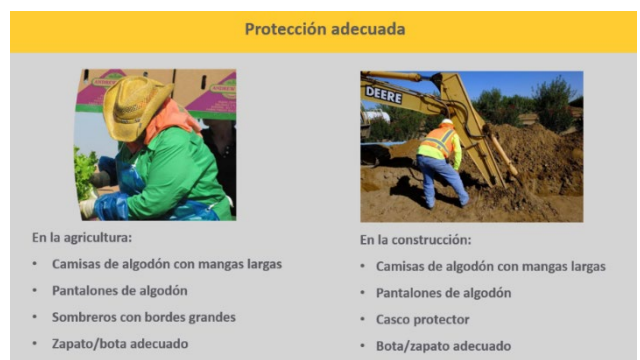 Protección adecuada
DEERE
En la agricultura:
• Camisas de algodón con mangas largas
• Pantalones de algodón
• Sombreros con bordes grandes
• Zapato/bota adecuado
En la construcción:
• Camisas de algodón con mangas largas
• Pantalones de algodón
• Casco protector
• Bota/zapato adecuado